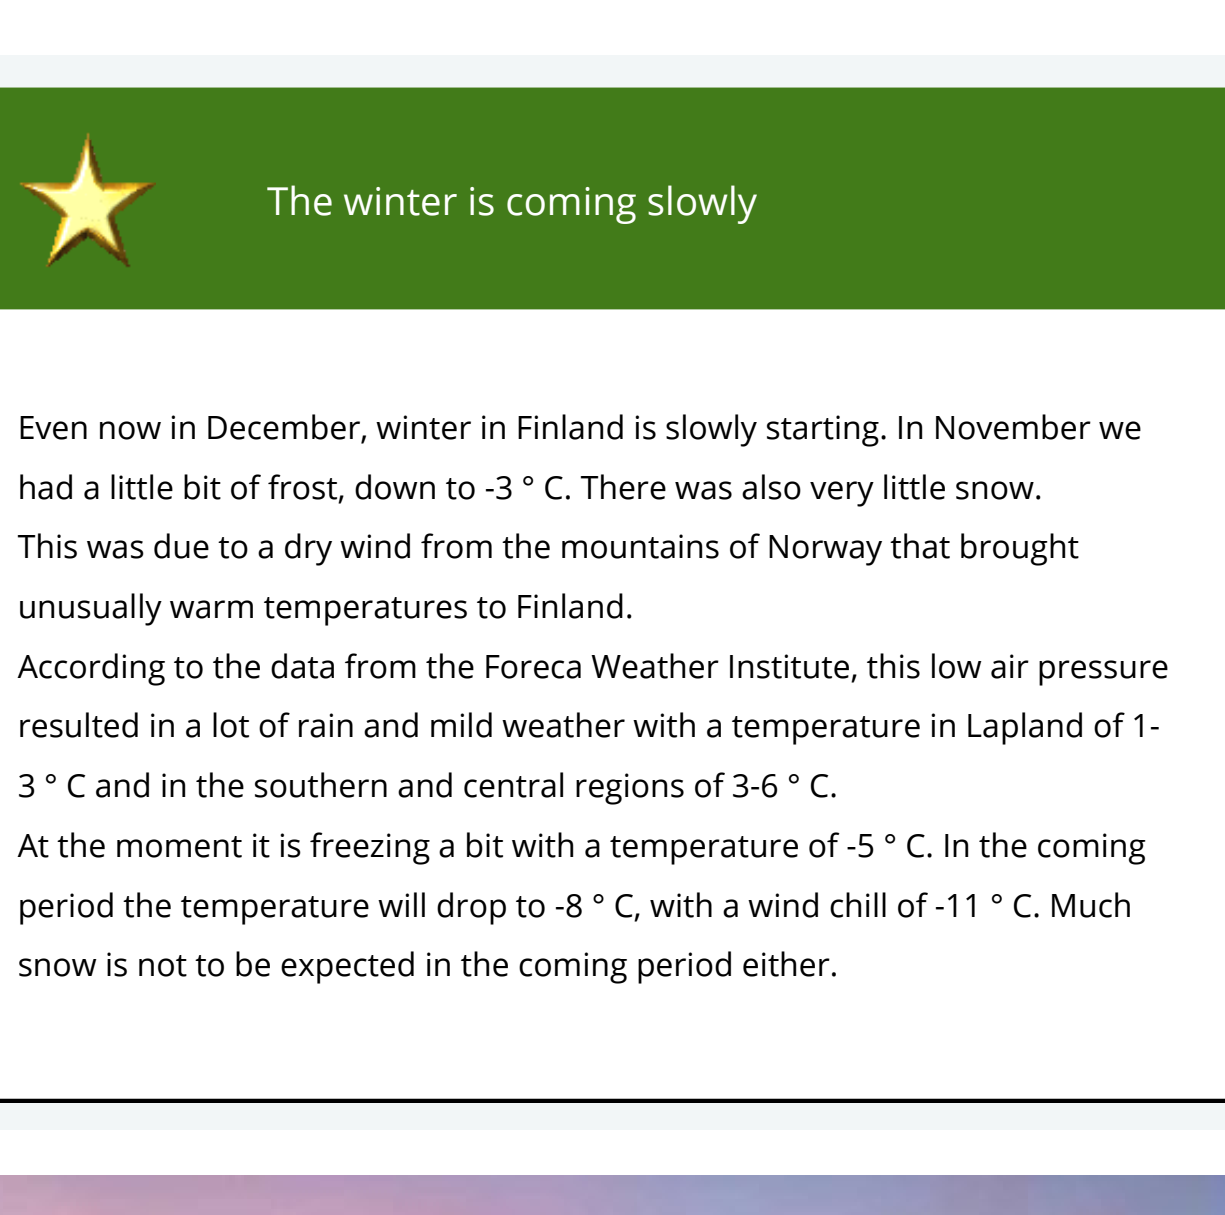 The winter is coming slowly
Even now in December, winter in Finland is slowly starting. In November we
had a little bit of frost, down to -3 ° C. There was also very little snow.
This was due to a dry wind from the mountains of Norway that brought
unusually warm temperatures to Finland.
According to the data from the Foreca Weather Institute, this low air pressure
resulted in a lot of rain and mild weather with a temperature in Lapland of 1-
3 ° C and in the southern and central regions of 3-6 ° C.
At the moment it is freezing a bit with a temperature of -5 ° C. In the coming
period the temperature will drop to -8 ° C, with a wind chill of -11 ° C. Much
snow is not to be expected in the coming period either.